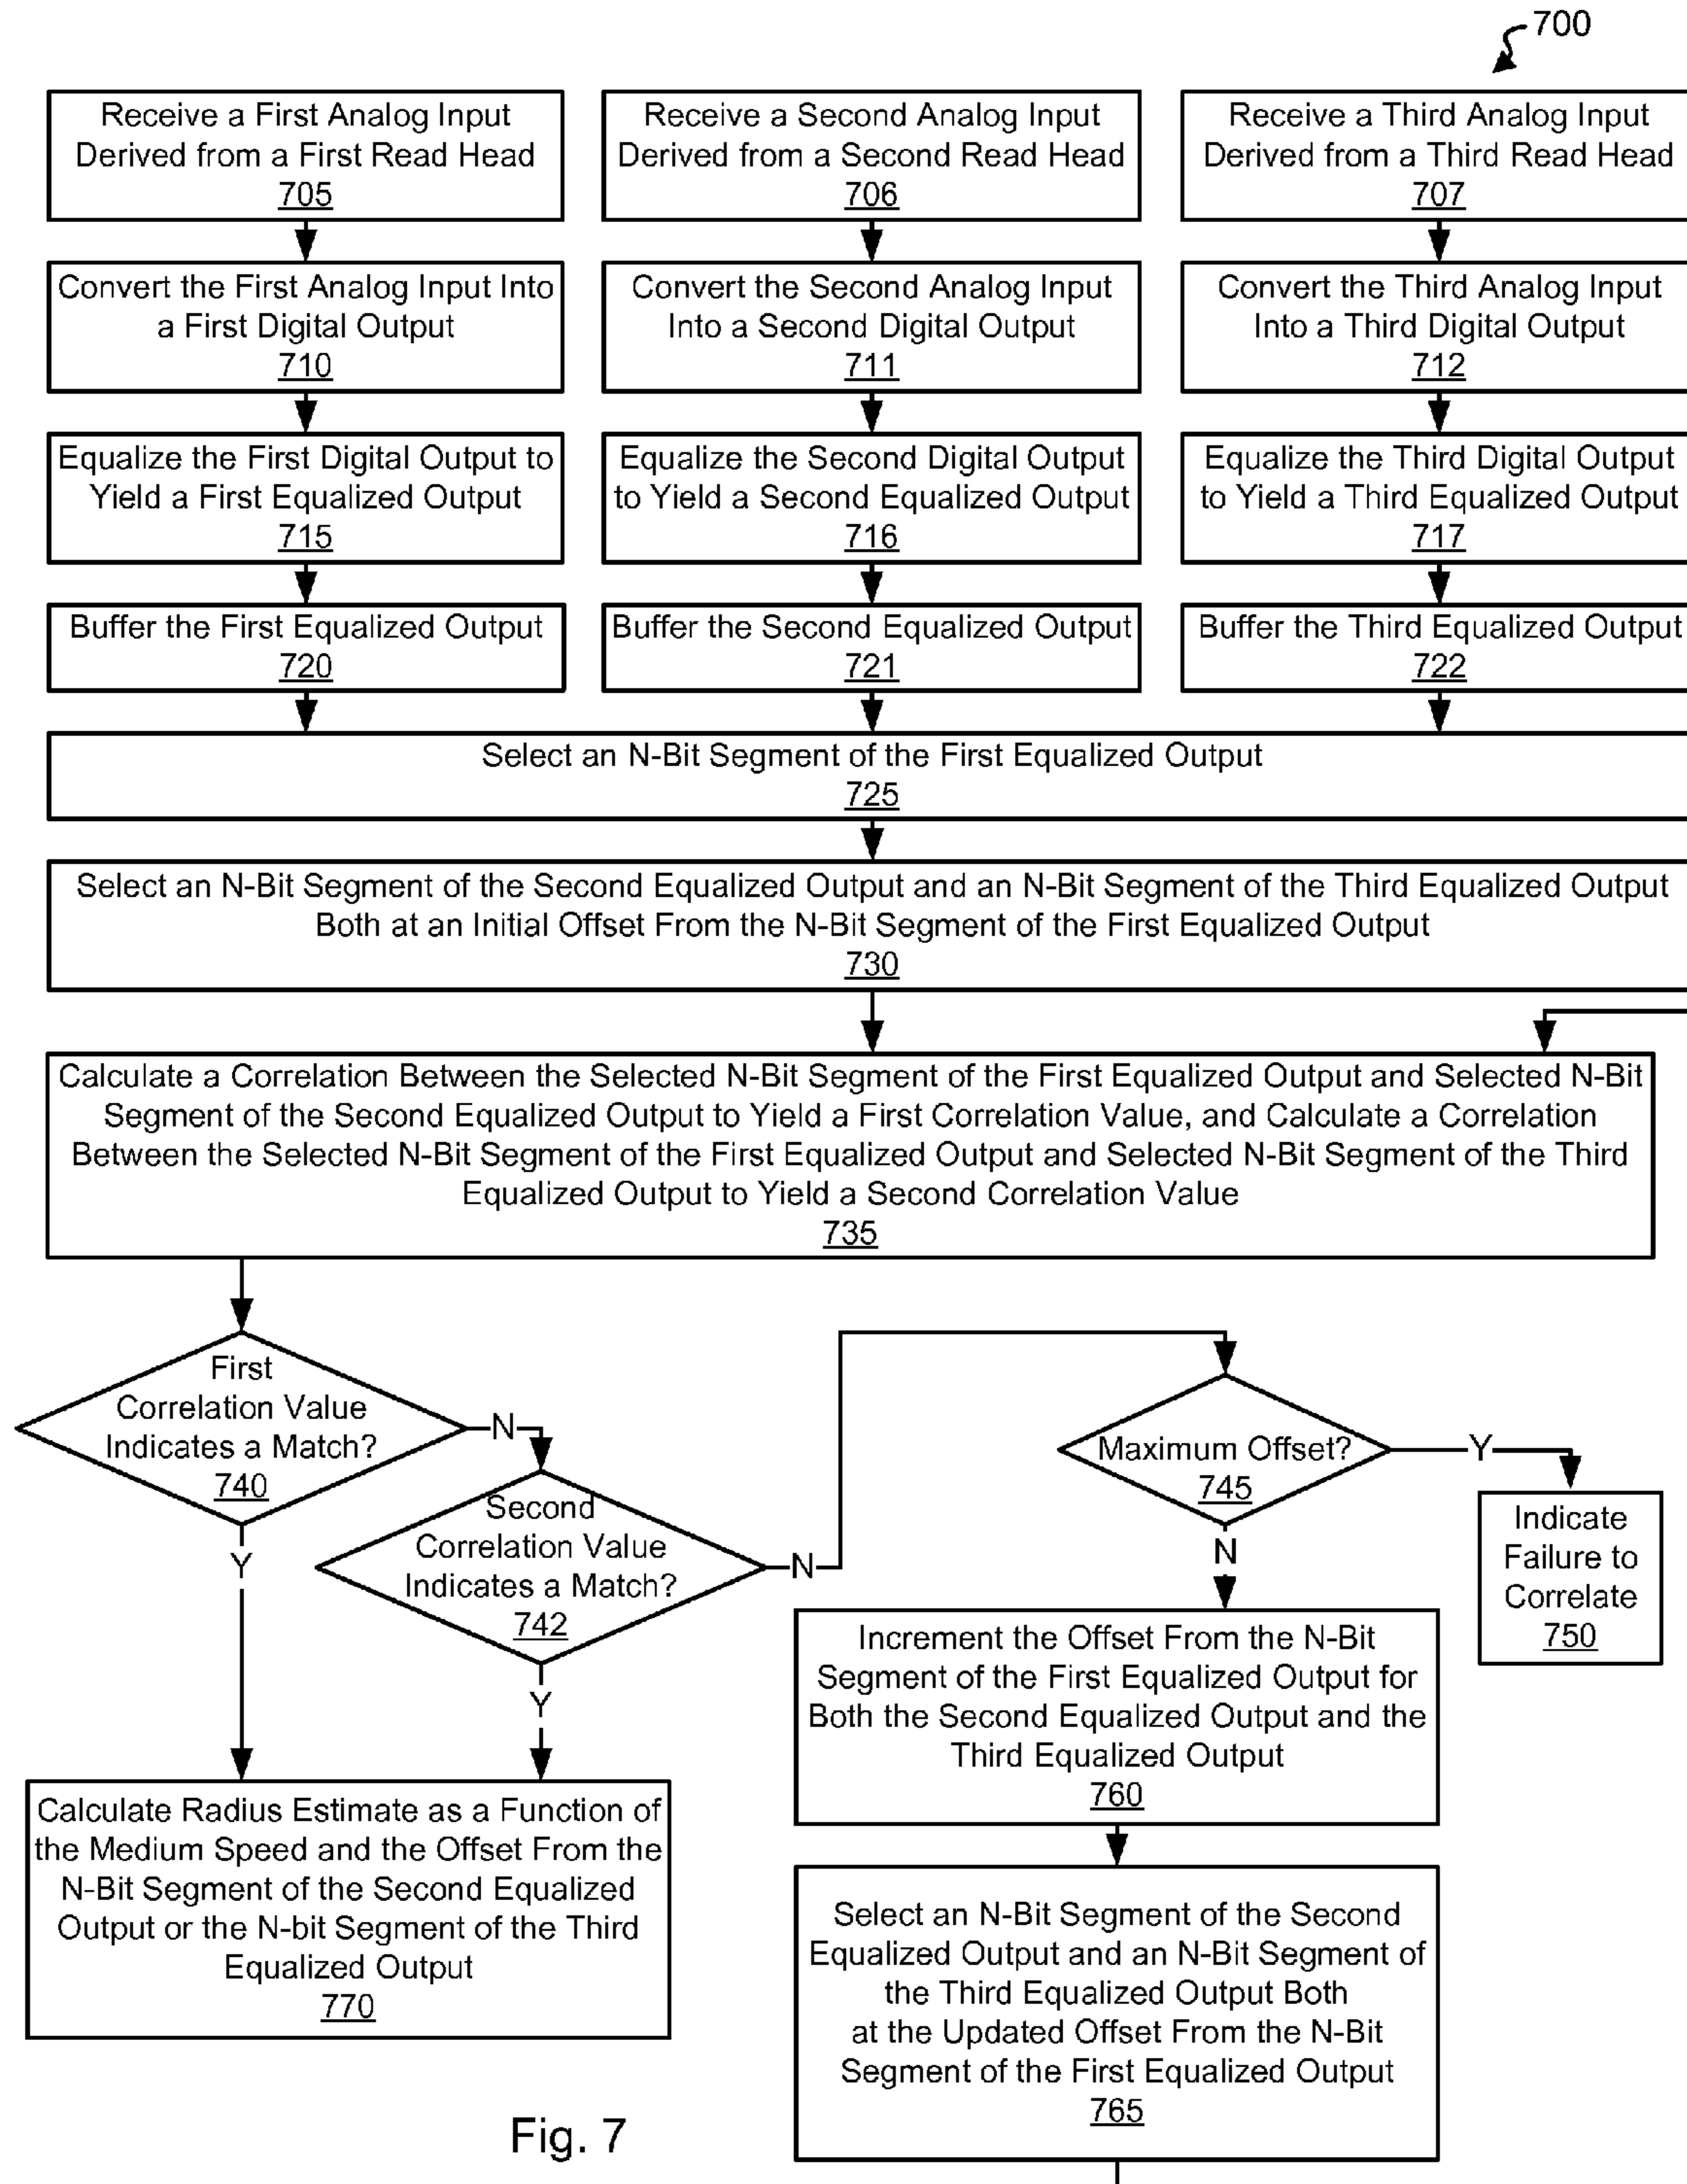 700
Receive a First Analog Input
Derived from a First Read Head
705
Receive a Second Analog Input
Derived from a Second Read Head
706
Receive a Third Analog Input
Derived from a Third Read Head
707
Convert the First Analog Input Into
a First Digital Output
710
Convert the Second Analog Input
Into a Second Digital Output
711
Convert the Third Analog Input
Into a Third Digital Output
712
Equalize the First Digital Output to
Yield a First Equalized Output
715
Equalize the Second Digital Output
to Yield a Second Equalized Output
716
Equalize the Third Digital Output
to Yield a Third Equalized Output
717
Buffer the First Equalized Output
720
Buffer the Second Equalized Output
721
Buffer the Third Equalized Output
722
Select an N-Bit Segment of the First Equalized Output
725
Select an N-Bit Segment of the Second Equalized Output and an N-Bit Segment of the Third Equalized Output
Both at an Initial Offset From the N-Bit Segment of the First Equalized Output
730
Calculate a Correlation Between the Selected N-Bit Segment of the First Equalized Output and Selected N-Bit
Segment of the Second Equalized Output to Yield a First Correlation Value, and Calculate a Correlation
Between the Selected N-Bit Segment of the First Equalized Output and Selected N-Bit Segment of the Third
Equalized Output to Yield a Second Correlation Value
735
First
Correlation Value
Indicates a Match?
740
N
Y
Second
Correlation Value
Indicates a Match?
742
N
Y
Maximum Offset?
745
Y
N
Indicate
Failure to
Correlate
750
Increment the Offset From the N-Bit
Segment of the First Equalized Output for
Both the Second Equalized Output and the
Third Equalized Output
760
Calculate Radius Estimate as a Function of
the Medium Speed and the Offset From the
N-Bit Segment of the Second Equalized
Output or the N-bit Segment of the Third
Equalized Output
770
Select an N-Bit Segment of the Second
Equalized Output and an N-Bit Segment of
the Third Equalized Output Both
at the Updated Offset From the N-Bit
Segment of the First Equalized Output
765
Fig. 7